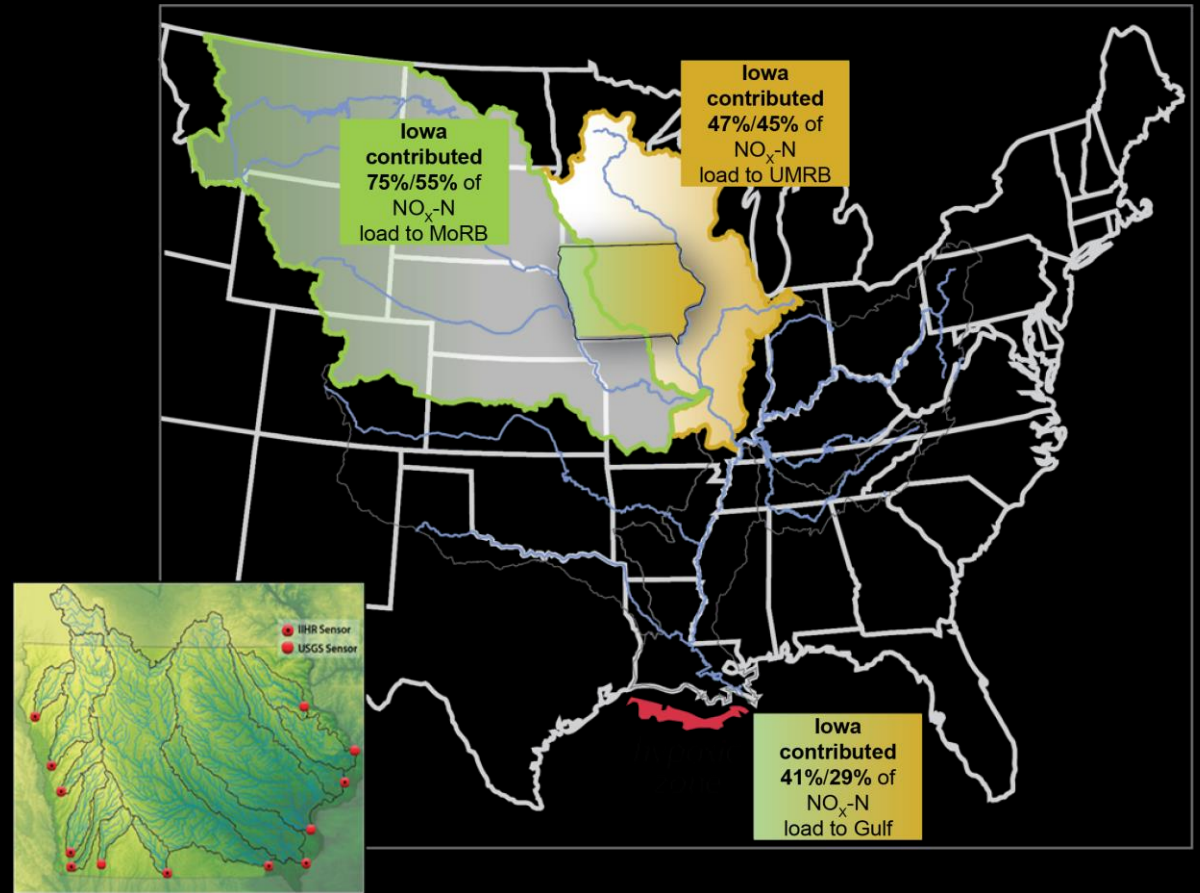 Iowa
contributed
47%/45% of
NOₓ-N
load to UMRB
Iowa
contributed
75%/55% of
NOₓ-N
load to MoRB
IIHR Sensor
USGS Sensor
Iowa
contributed
41%/29% of
NOₓ-N
load to Gulf